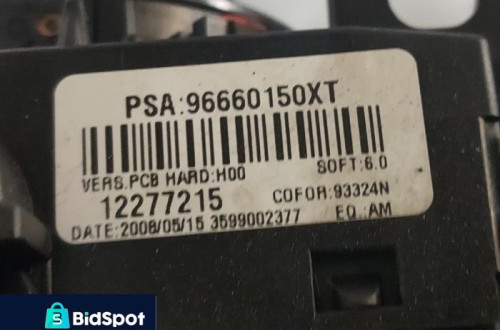 PSA:96660150XT
VERS.PCB HARD:H00 SOFT:6.0
12277215 COFOR:93324N
DATE:2008/05/15 3599002377 EQ.:AM
BidSpot